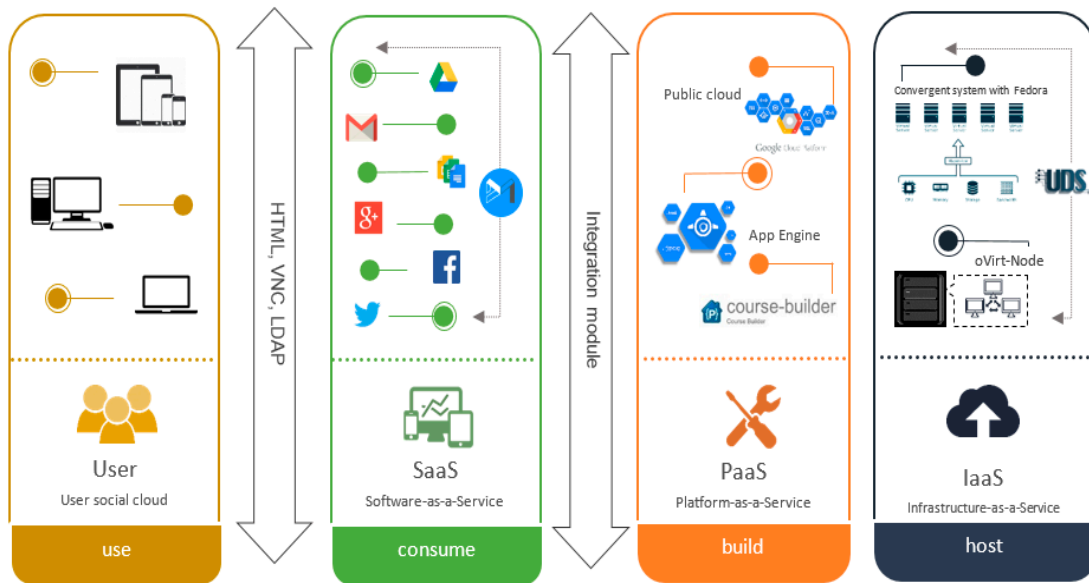 HTML, VNC, LDAP
Integration module
Public cloud
Google Cloud Platform
App Engine
course-builder
Course Builder
Convergent system with Fedora
UDS
oVirt-Node
User
User social cloud
use
SaaS
Software-as-a-Service
consume
PaaS
Platform-as-a-Service
build
IaaS
Infrastructure-as-a-Service
host